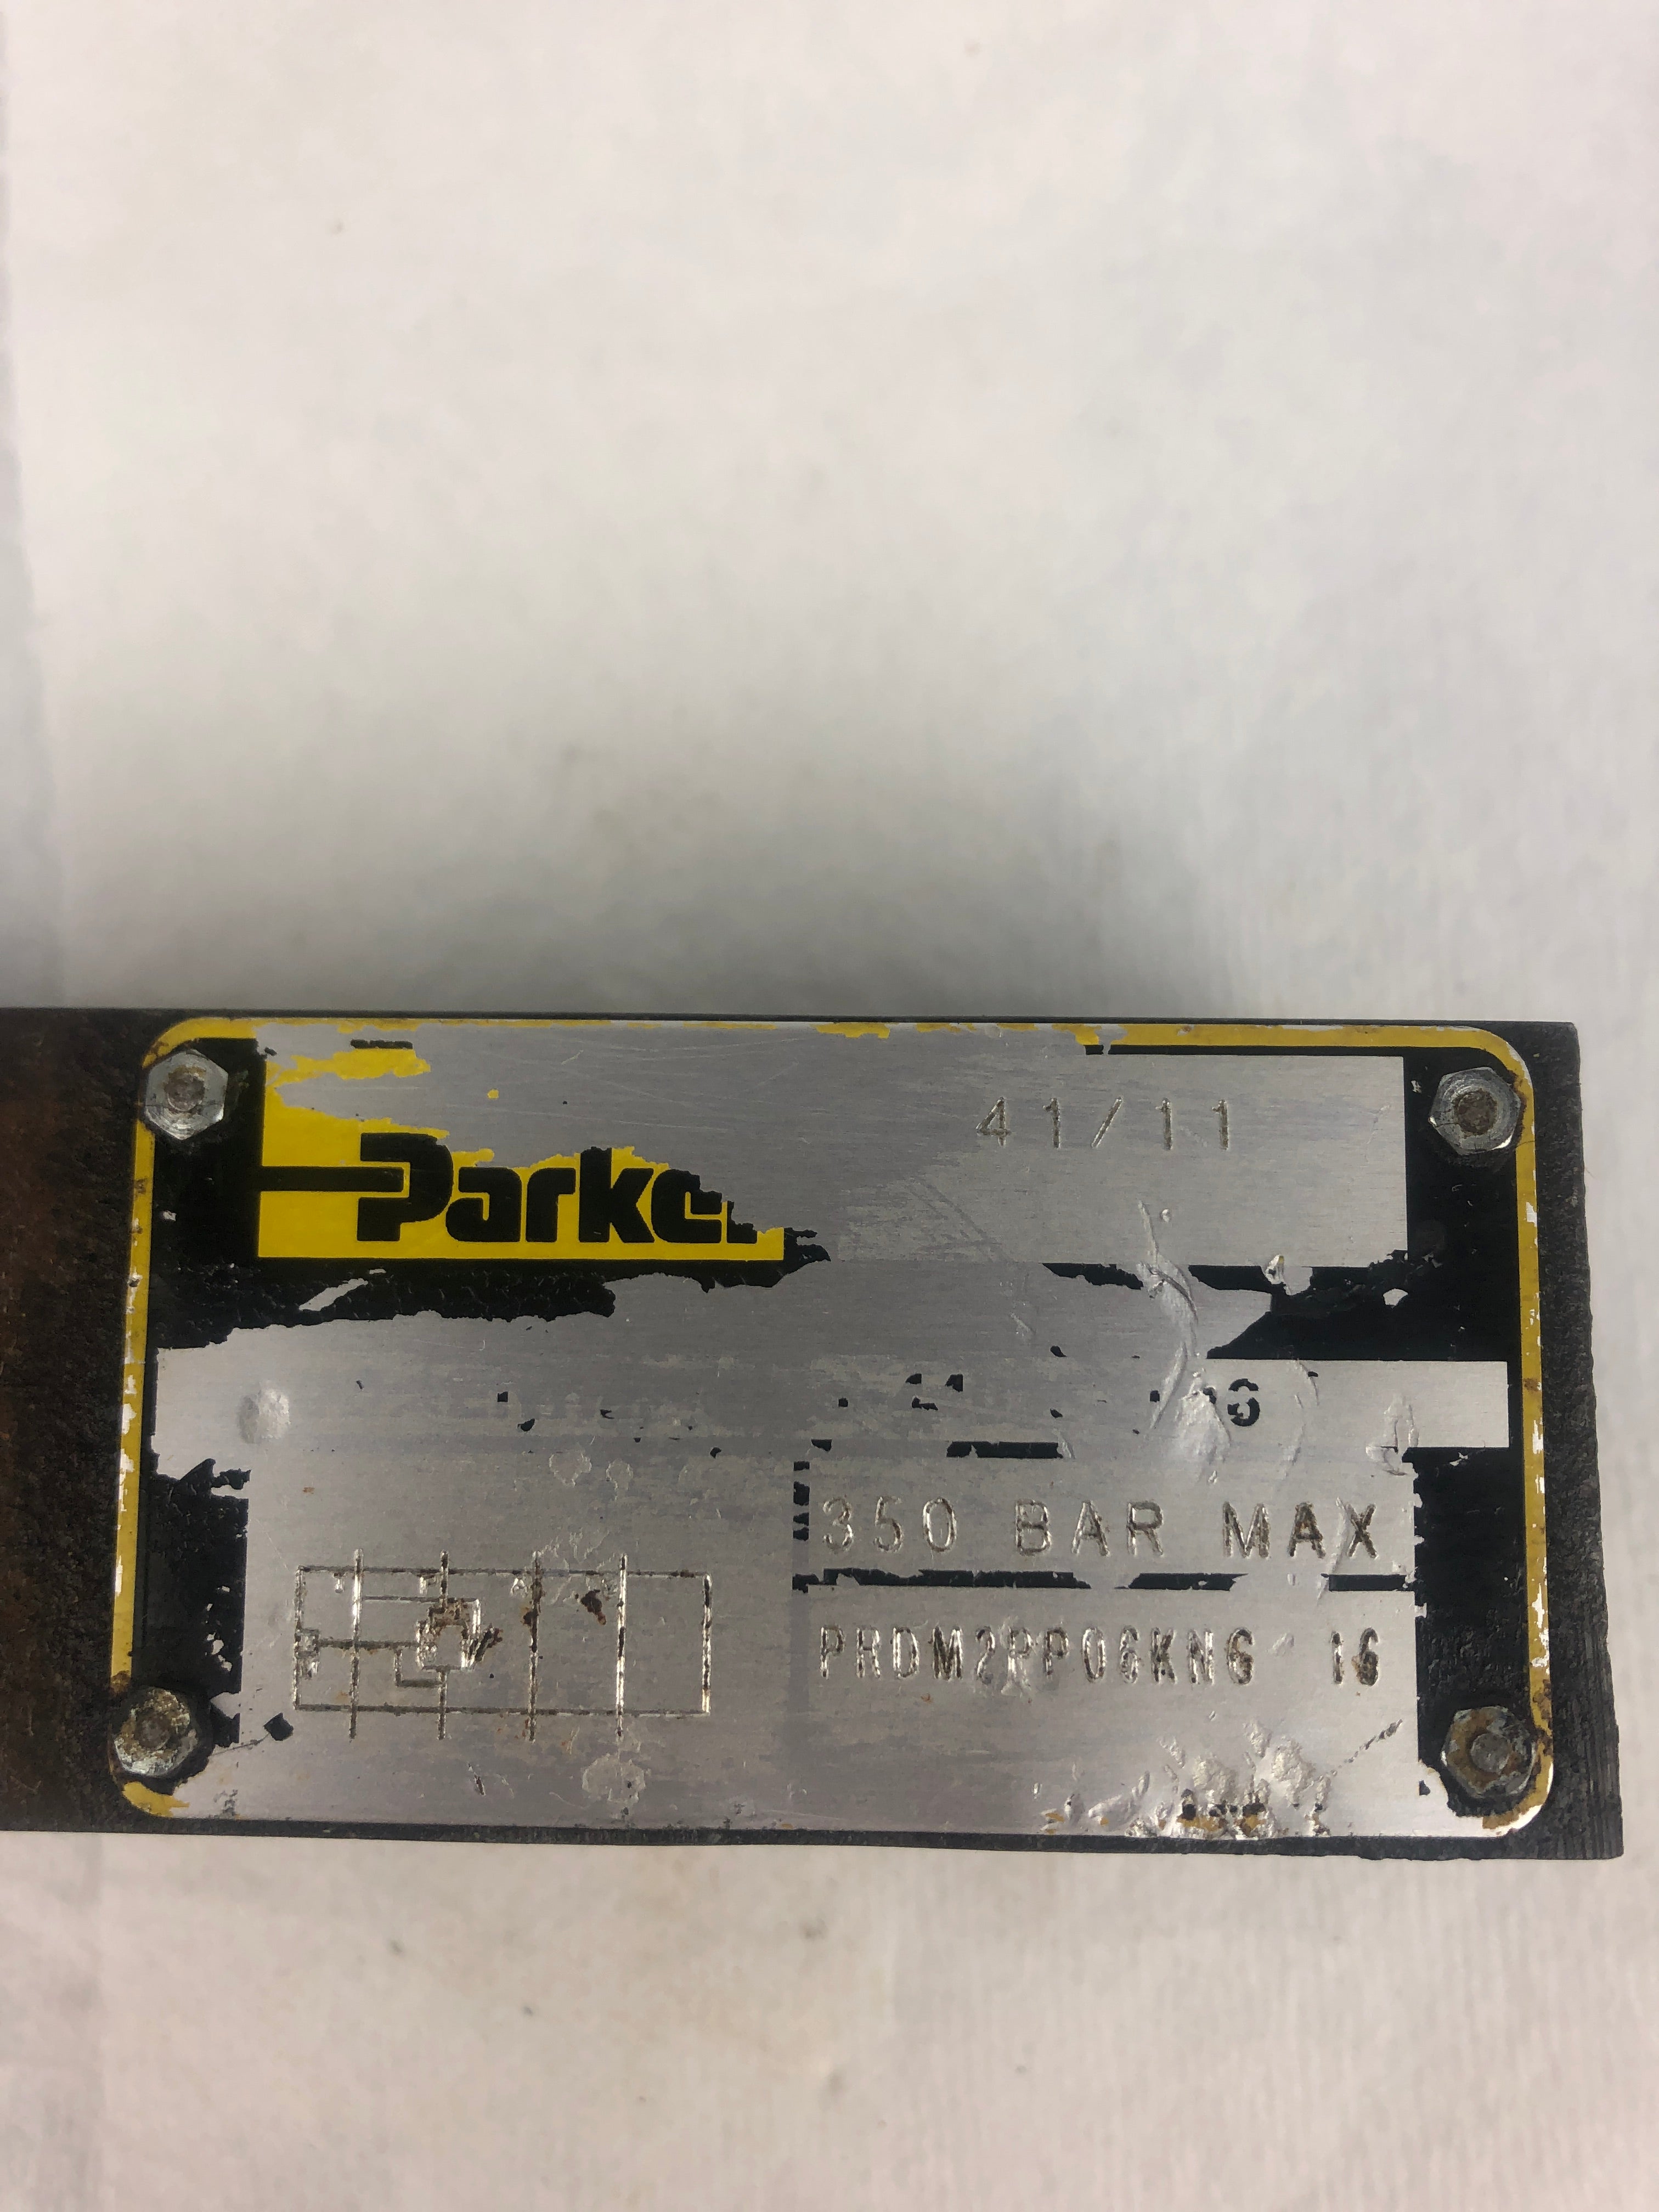 Parker
41/11
350 BAR MAX
PRDM2PP06KNG 16